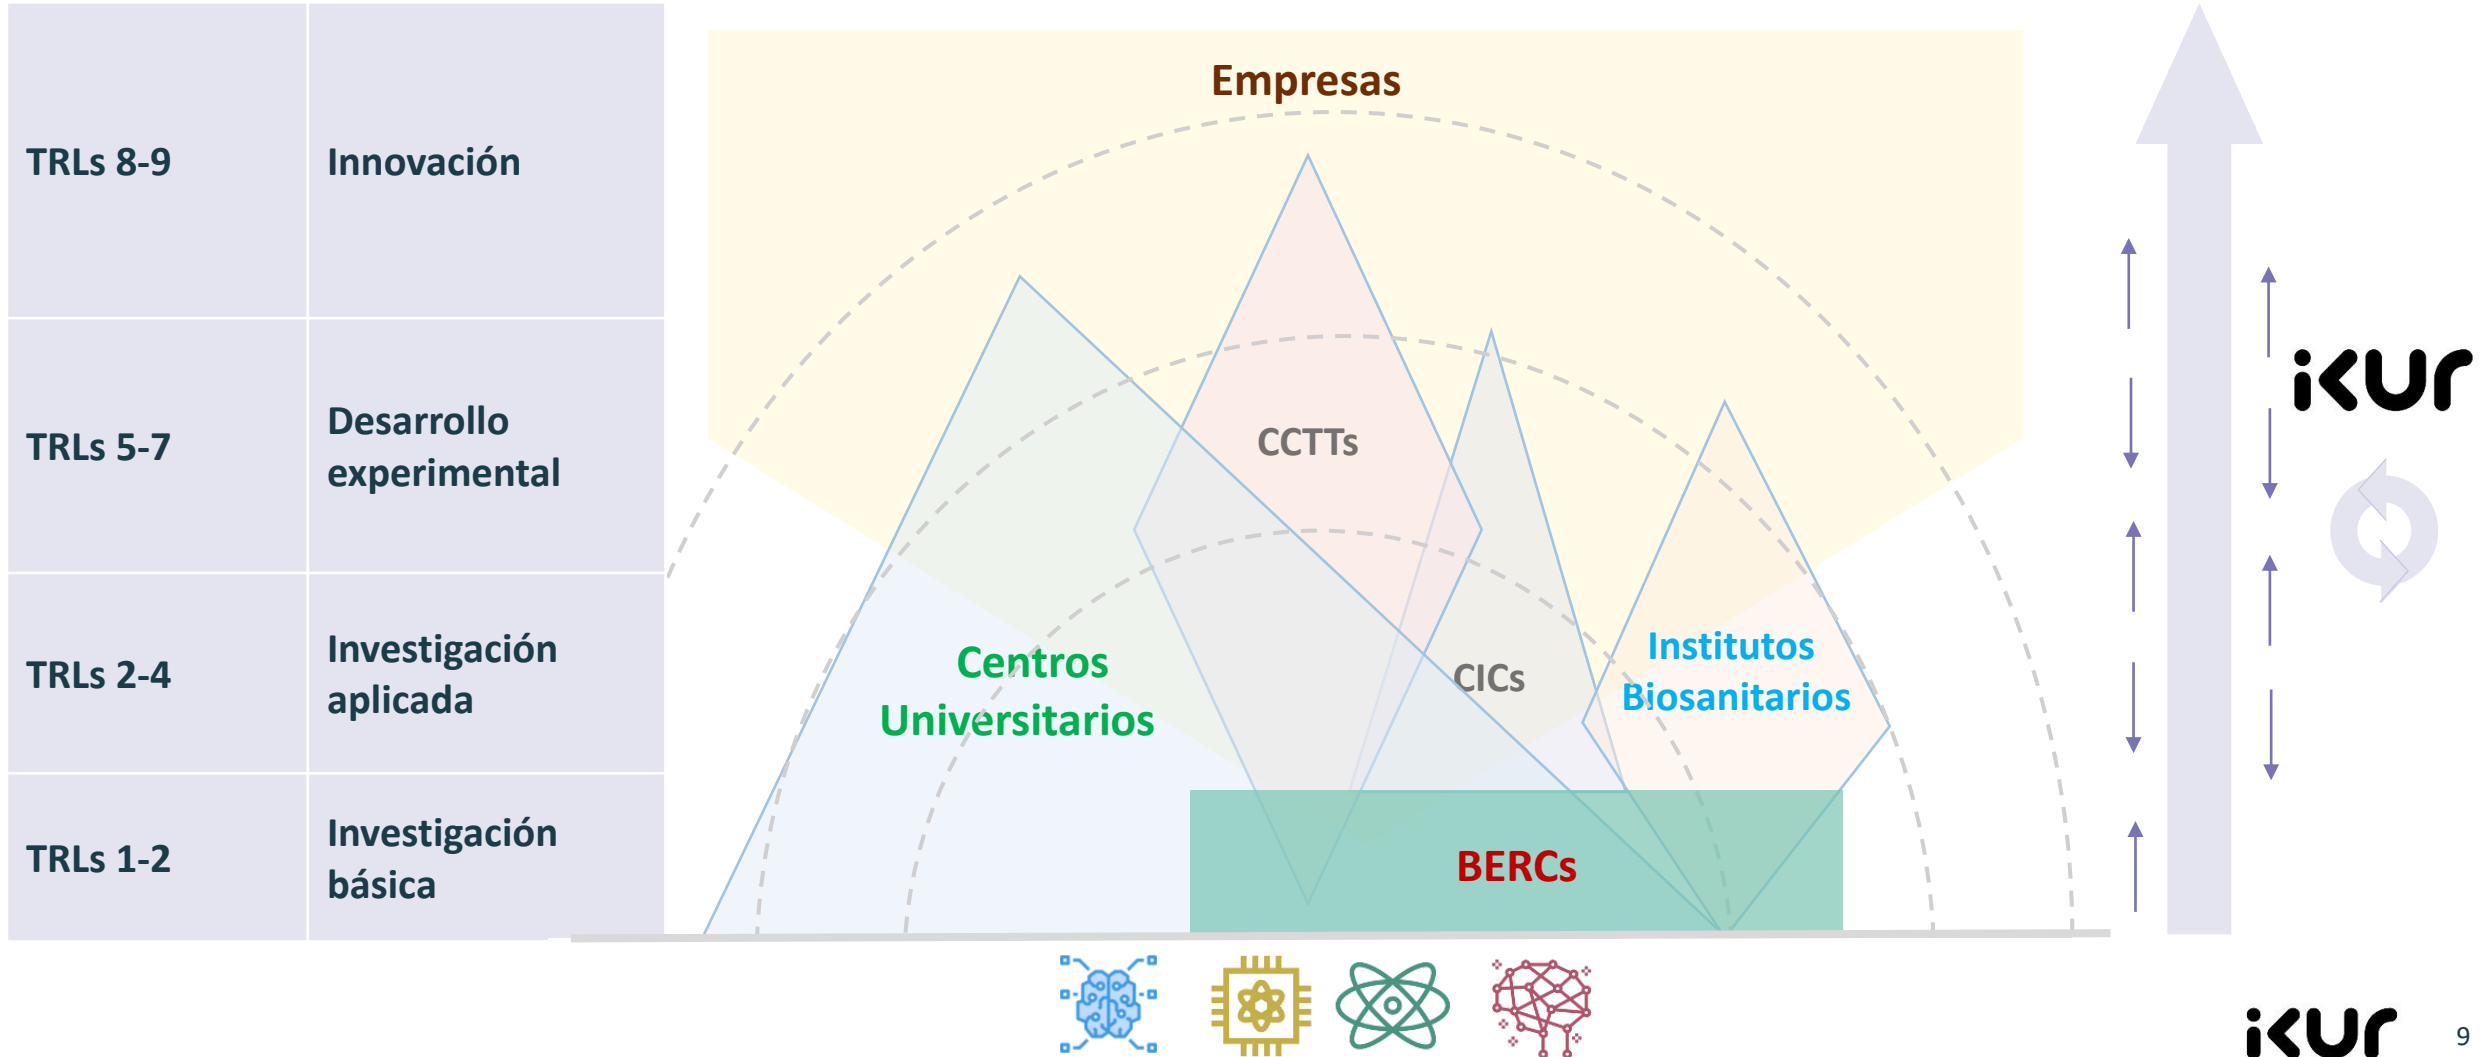 Empresas
TRLs 8-9
Innovación
TRLs 5-7
Desarrollo
experimental
CCTTs
ikur
TRLs 2-4
Investigación
aplicada
Centros
Universitarios
CICs
Institutos
Biosanitarios
TRLs 1-2
Investigación
básica
BERCs
ikur
9